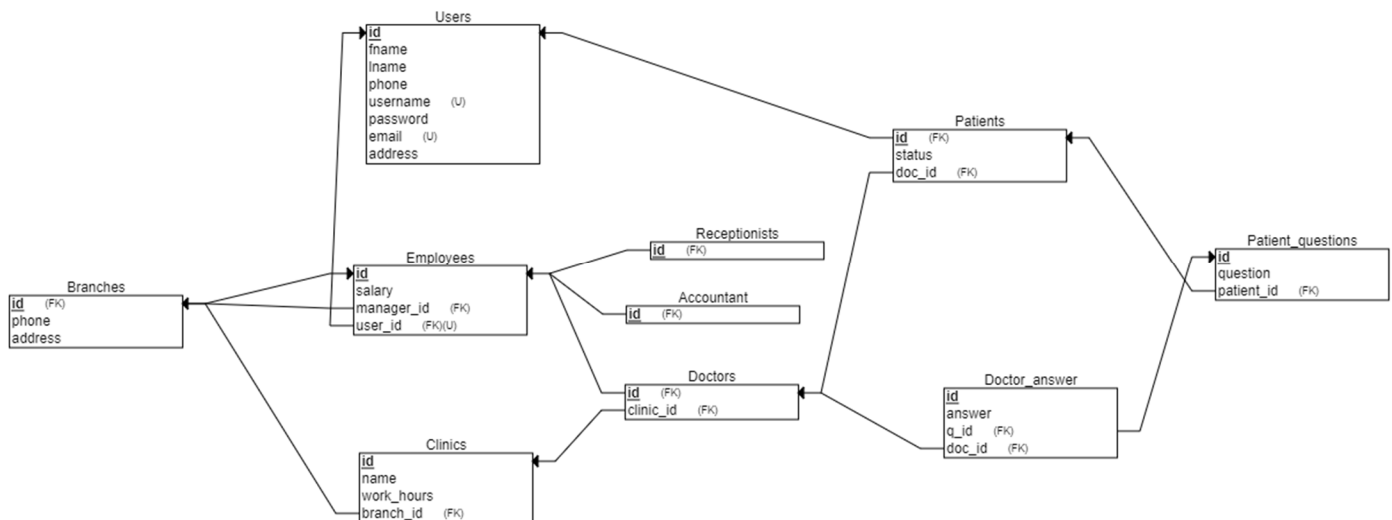 Users
id
fname
lname
phone
username (U)
password
email (U)
address
Patients
id (FK)
status
doc_id (FK)
Receptionists
id (FK)
Patient_questions
id
question
patient_id (FK)
Employees
id
salary
manager_id (FK)
user_id (FK)(U)
Branches
id (FK)
phone
address
Accountant
id (FK)
Doctors
id (FK)
clinic_id (FK)
Doctor_answer
id
answer
q_id (FK)
doc_id (FK)
Clinics
id
name
work_hours
branch_id (FK)